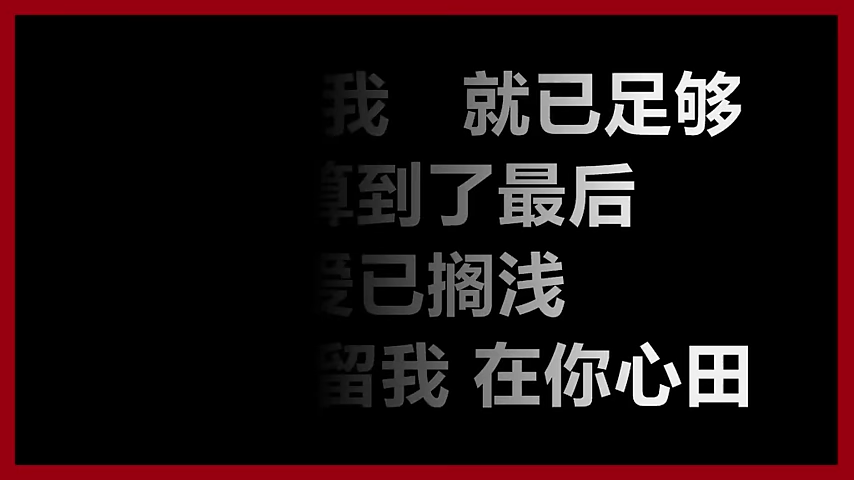 我 就已足够
算到了最后
爱已搁浅
留我 在你心田